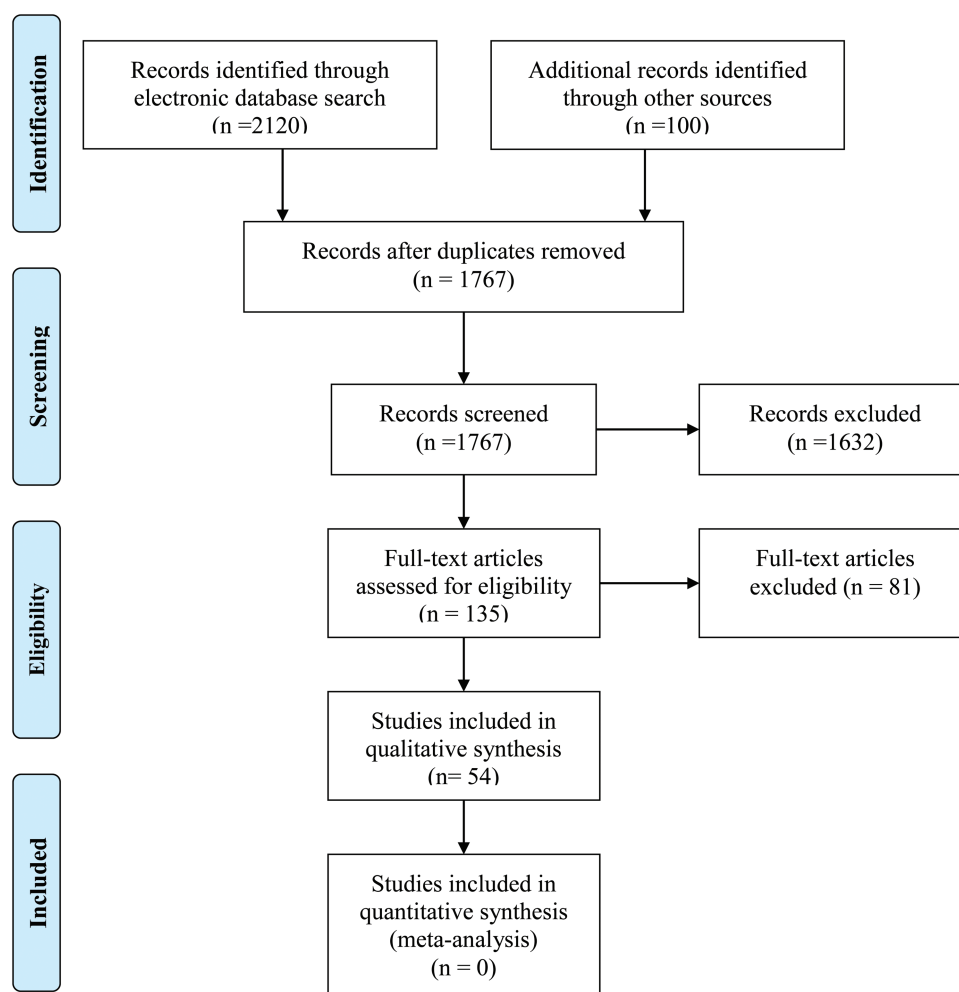 Identification
Records identified through
electronic database search
(n =2120)
Additional records identified
through other sources
(n =100)
Records after duplicates removed
(n = 1767)
Screening
Records screened
(n =1767)
Records excluded
(n =1632)
Eligibility
Full-text articles
assessed for eligibility
(n = 135)
Full-text articles
excluded (n = 81)
Studies included in
qualitative synthesis
(n= 54)
Included
Studies included in
quantitative synthesis
(meta-analysis)
(n = 0)